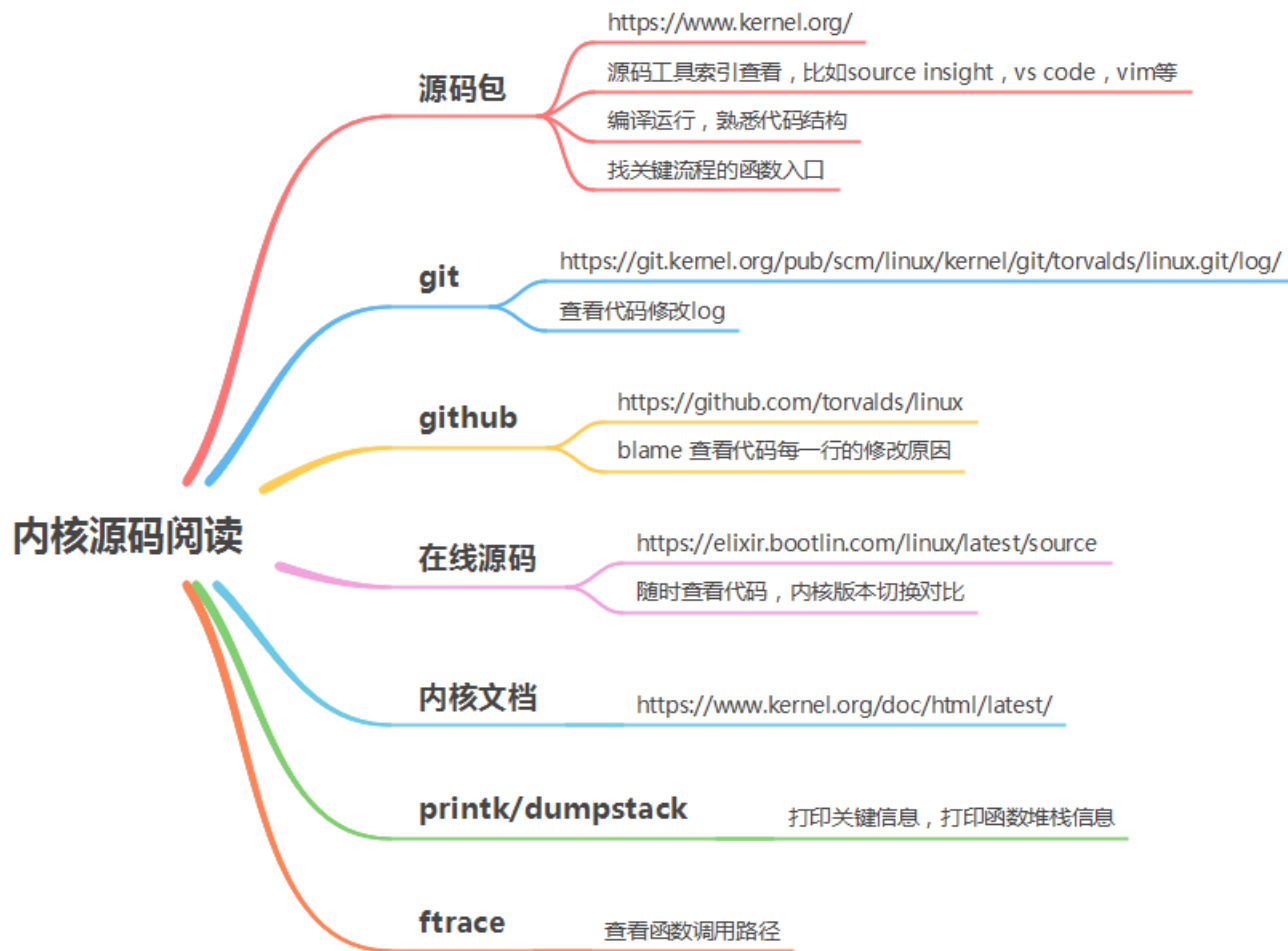 内核源码阅读
源码包
https://www.kernel.org/
源码工具索引查看，比如source insight，vs code，vim等
编译运行，熟悉代码结构
找关键流程的函数入口
git
https://git.kernel.org/pub/scm/linux/kernel/git/torvalds/linux.git/log/
查看代码修改log
github
https://github.com/torvalds/linux
blame 查看代码每一行的修改原因
在线源码
https://elixir.bootlin.com/linux/latest/source
随时查看代码，内核版本切换对比
内核文档
https://www.kernel.org/doc/html/latest/
printk/dumpstack
打印关键信息，打印函数堆栈信息
ftrace
查看函数调用路径